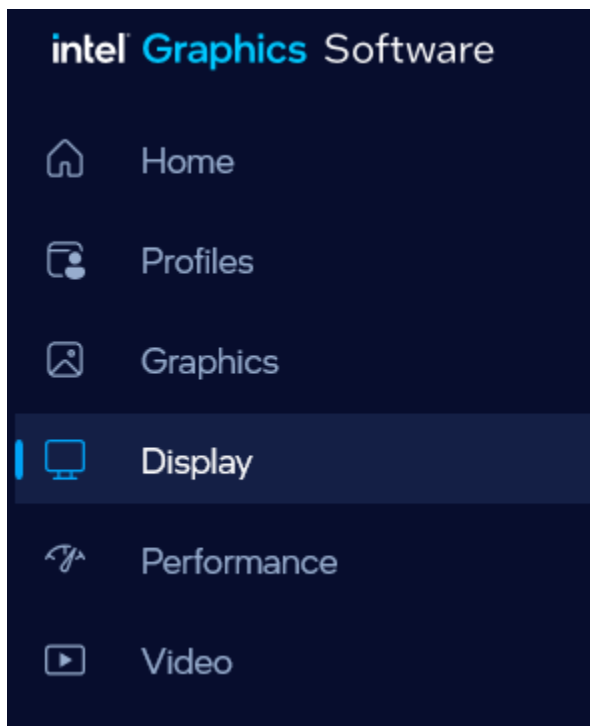 intel Graphics Software
Home
Profiles
Graphics
Display
Performance
Video